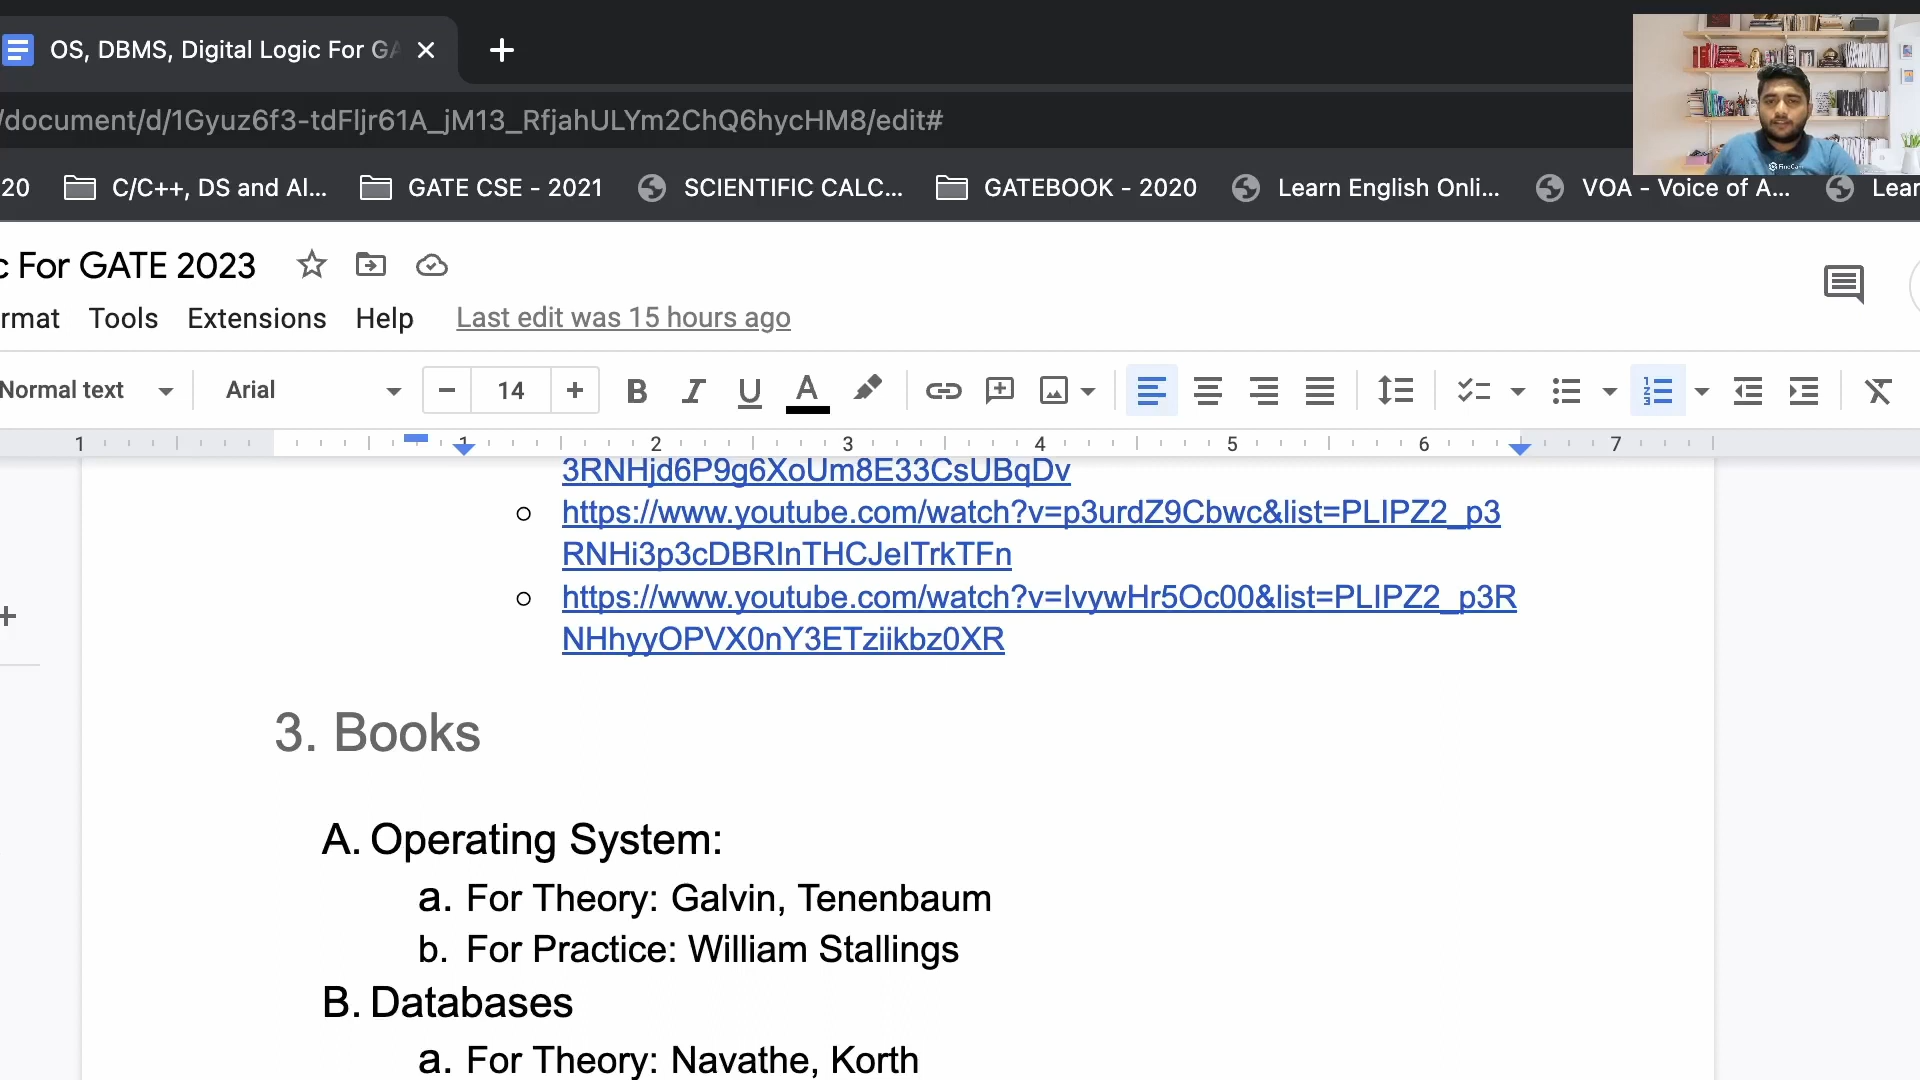 OS, DBMS, Digital Logic For GA
/document/d/1Gyuz6f3-tdFljr61A_jM13_RfjahULYm2ChQ6hycHM8/edit#
20 C/C++, DS and Al... GATE CSE - 2021 SCIENTIFIC CALC... GATEBOOK - 2020 Learn English Onli... VOA - Voice of A... Lear
c For GATE 2023
rmat Tools Extensions Help Last edit was 15 hours ago
Normal text Arial 14 B I U A
1 1 2 3 4 5 6 7
3RNHjd6P9g6XoUm8E33CsUBqDv
https://www.youtube.com/watch?v=p3urdZ9Cbwc&list=PLIPZ2_p3
RNHi3p3cDBRInTHCJeITrkTFn
https://www.youtube.com/watch?v=IvywHr5Oc00&list=PLIPZ2_p3R
NHhyyOPVX0nY3ETziikbz0XR
3. Books
A. Operating System:
a. For Theory: Galvin, Tenenbaum
b. For Practice: William Stallings
B. Databases
a. For Theory: Navathe, Korth